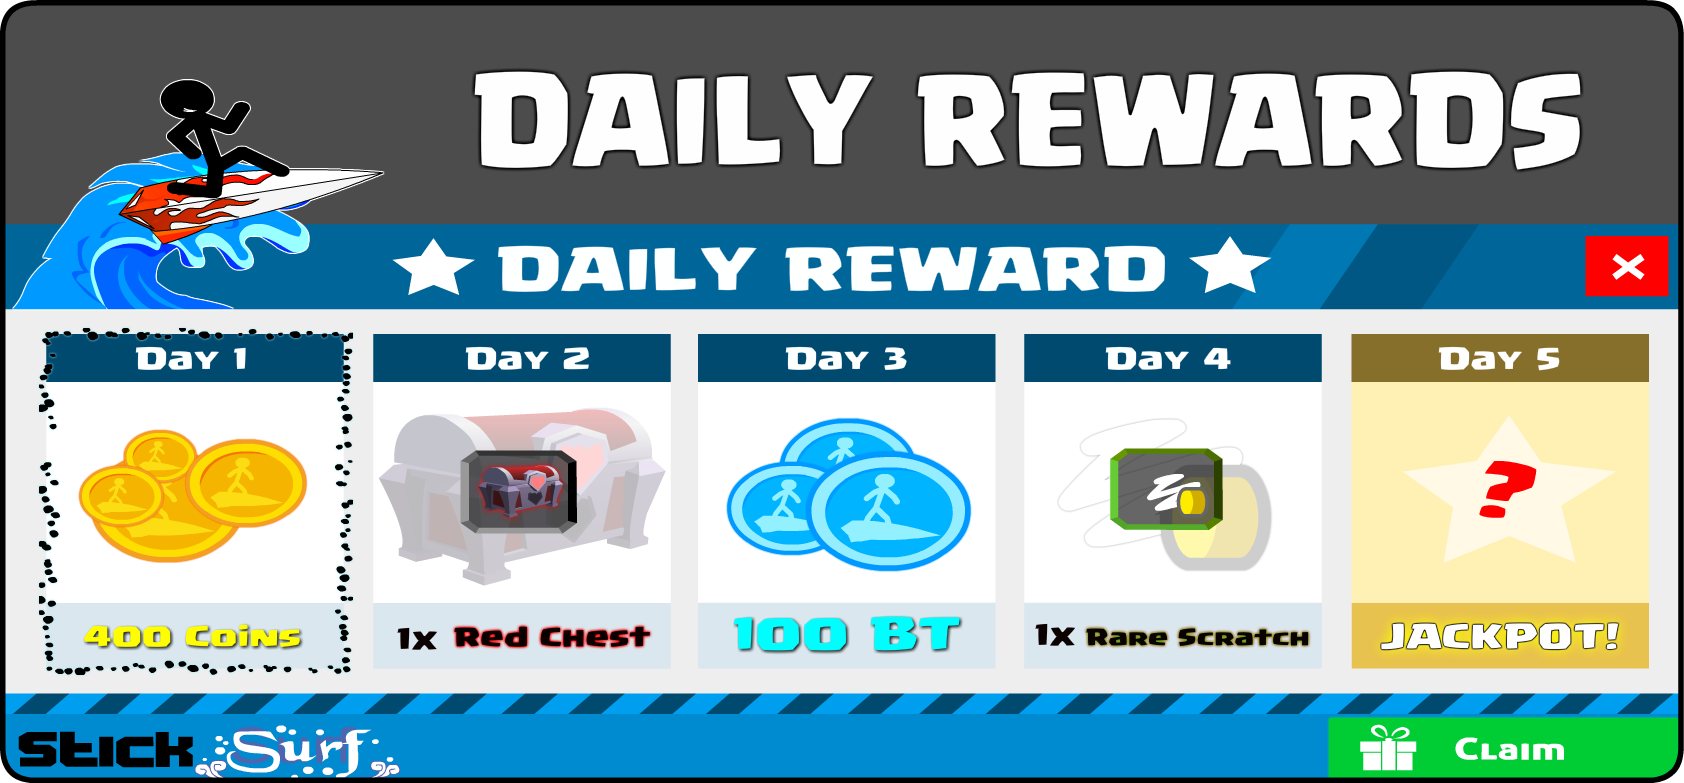 DAILY REWARDS
DAILY REWARD
Day 1
Day 2
Day 3
Day 4
Day 5
?
400 Coins
1x Red Chest
100 BT
1x Rare Scratch
JACKPOT!
Stick Surf
Claim